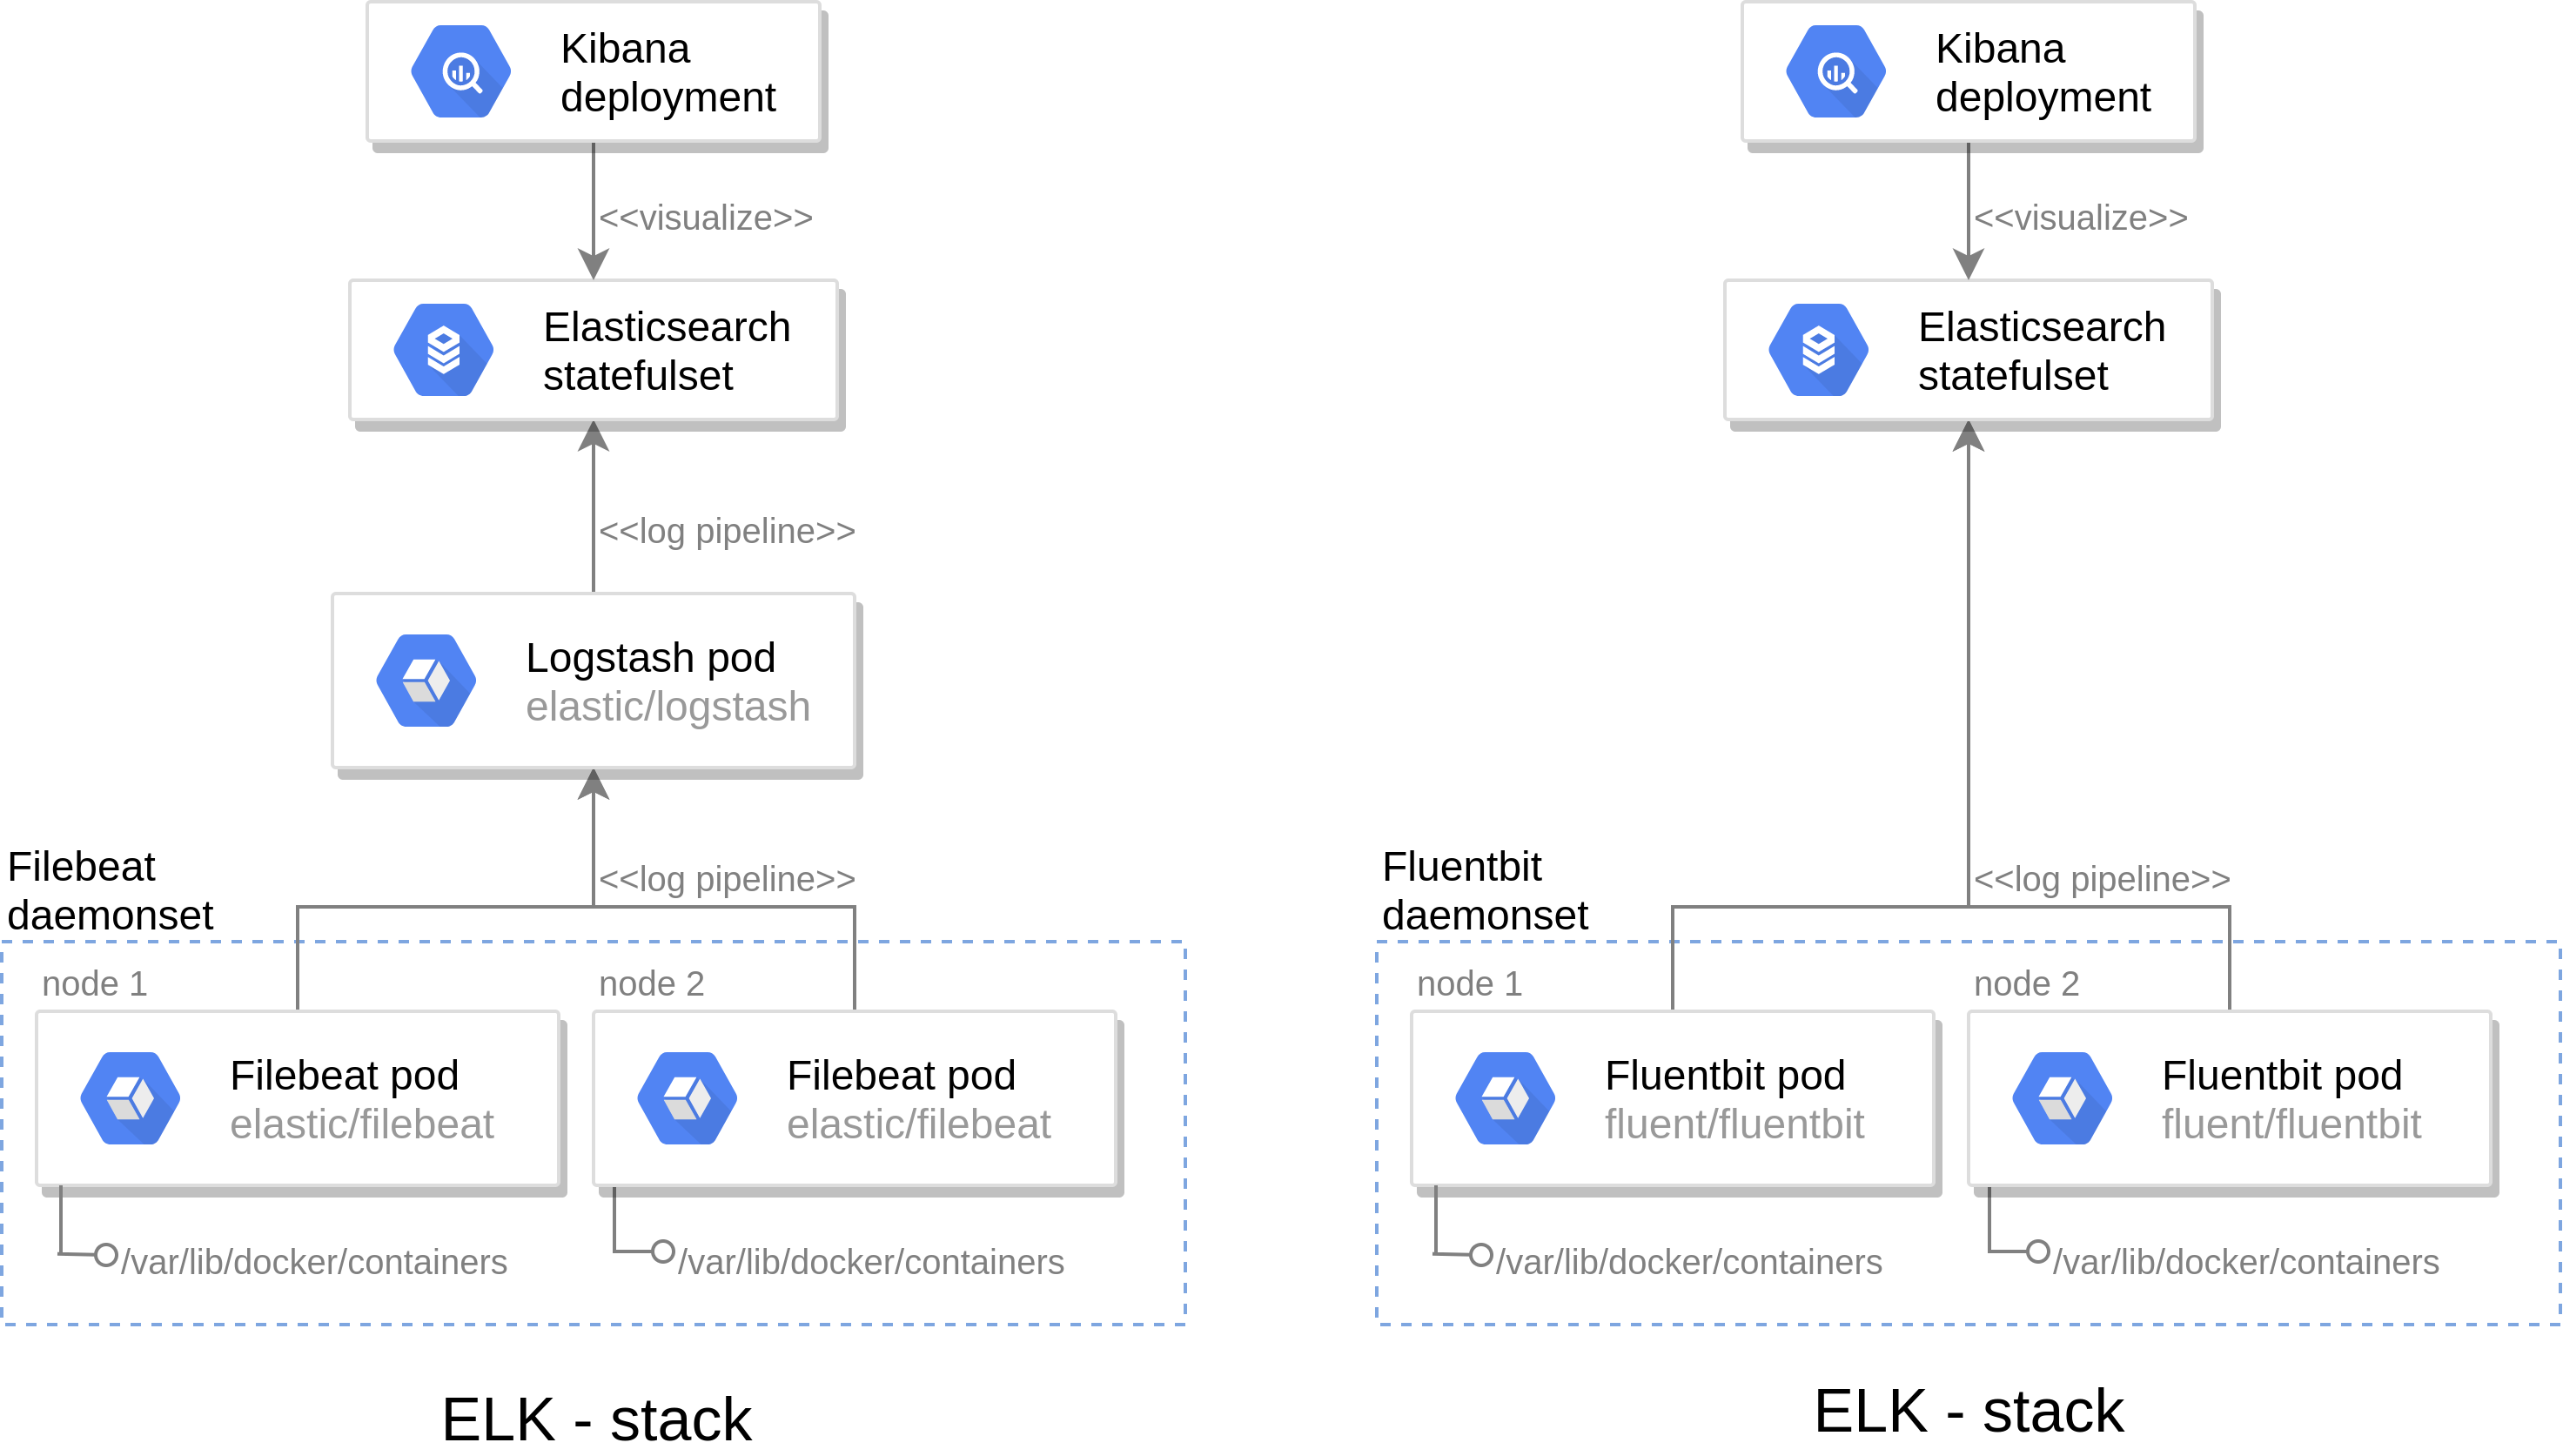 Kibana
deployment
<<visualize>>
Elasticsearch
statefulset
<<log pipeline>>
Logstash pod
elastic/logstash
<<log pipeline>>
Filebeat
daemonset
node 1
Filebeat pod
elastic/filebeat
/var/lib/docker/containers
node 2
Filebeat pod
elastic/filebeat
/var/lib/docker/containers
ELK - stack
Kibana
deployment
<<visualize>>
Elasticsearch
statefulset
<<log pipeline>>
Fluentbit
daemonset
node 1
Fluentbit pod
fluent/fluentbit
/var/lib/docker/containers
node 2
Fluentbit pod
fluent/fluentbit
/var/lib/docker/containers
ELK - stack